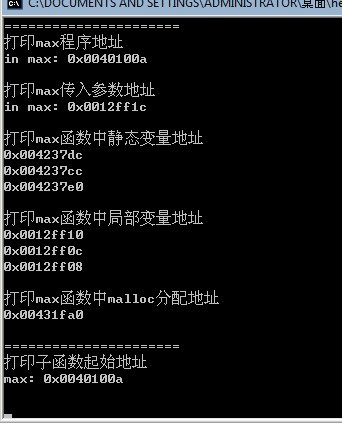 C:\DOCUMENTS AND SETTINGS\ADMINISTRATOR\桌面\he
======================
打印max程序地址
in max: 0x0040100a
打印max传入参数地址
in max: 0x0012ff1c
打印max函数中静态变量地址
0x004237dc
0x004237cc
0x004237e0
打印max函数中局部变量地址
0x0012ff10
0x0012ff0c
0x0012ff08
打印max函数中malloc分配地址
0x00431fa0
======================
打印子函数起始地址
max: 0x0040100a